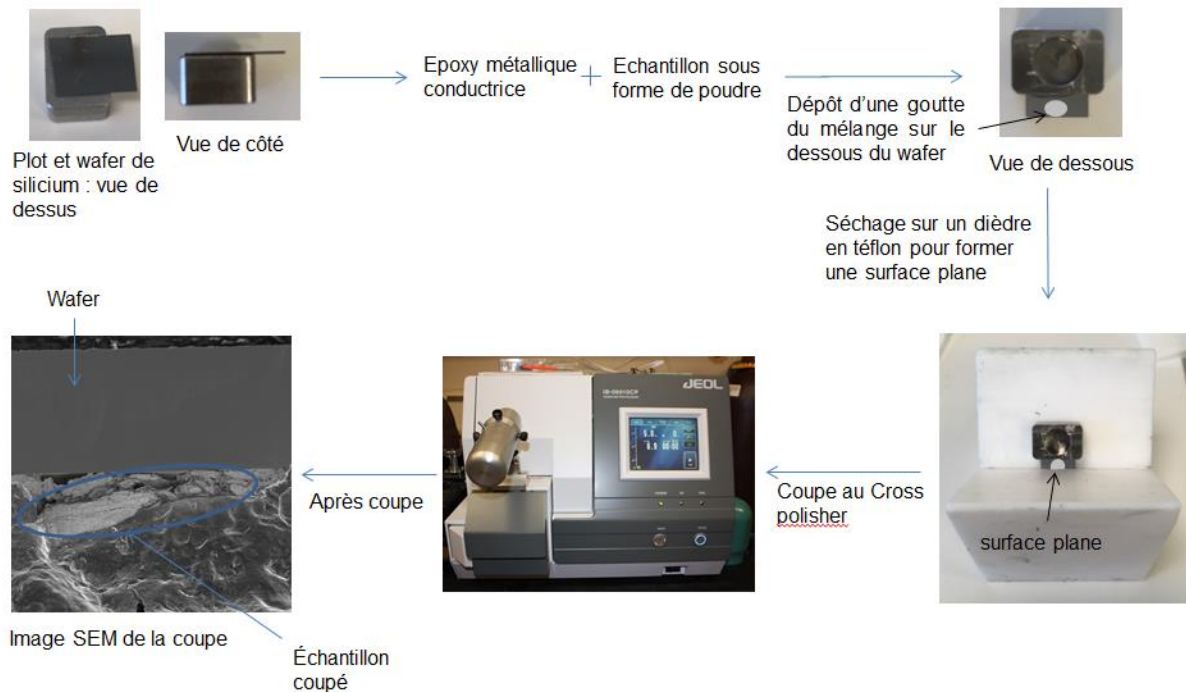 Plot et wafer de
silicium : vue de
dessus
Vue de côté
Epoxy métallique
conductrice
+
Echantillon sous
forme de poudre
Dépôt d'une goutte
du mélange sur le
dessous du wafer
Vue de dessous
Séchage sur un dièdre
en téflon pour former
une surface plane
surface plane
Coupe au Cross
polisher
JEOL
Après coupe
Wafer
Image SEM de la coupe
Échantillon
coupé